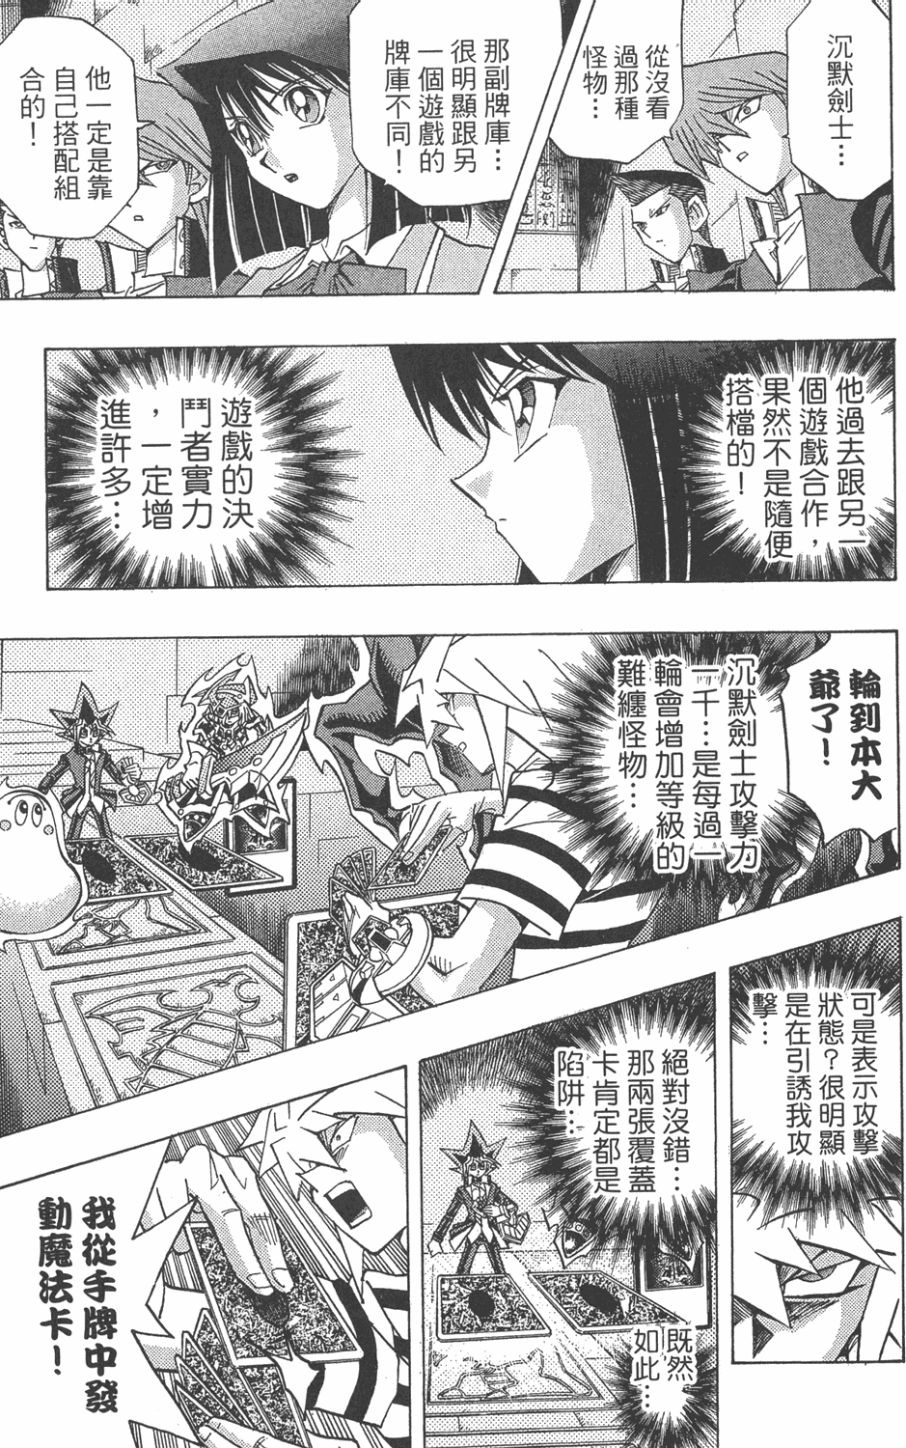 沉默劍士…
從沒看
過那種
怪物…
那副牌庫…
很明顯跟另
一個遊戲的
牌庫不同！
他一定是靠
自己搭配組
合的！
他過去跟另一
個遊戲合作，
果然不是隨便
搭檔的！
遊戲的決
鬥者實力
，一定增
進許多…
輪到本大
爺了！
沉默劍士攻擊力
一千…是每過一
輪會增加等級的
難纏怪物…
可是表示攻擊
狀態？很明顯
是在引誘我攻
擊…
絕對沒錯…
那兩張覆蓋
卡肯定都是
陷阱…
既然
如此…
我從手牌中發
動魔法卡！